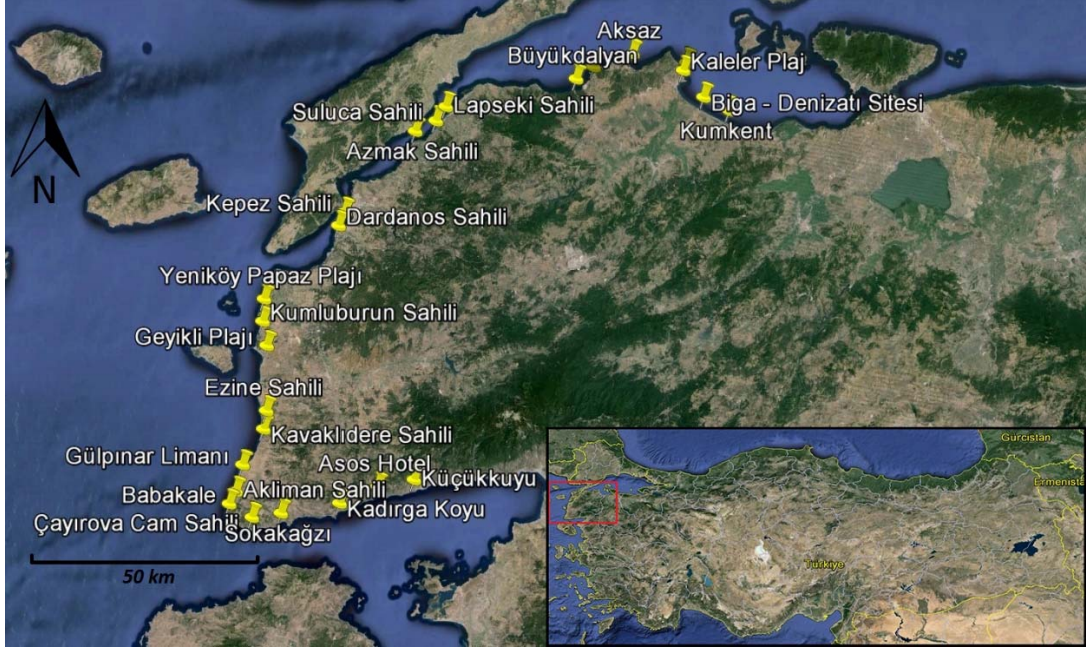 Aksaz
Büyükdalyan
Kaleler Plaj
Suluca Sahili
Lapseki Sahili
Biga - Denizatı Sitesi
Kumkent
Azmak Sahili
N
Kepez Sahili
Dardanos Sahili
Yeniköy Papaz Plajı
Kumluburun Sahili
Geyikli Plajı
Ezine Sahili
Kavaklıdere Sahili
Gülpınar Limanı
Asos Hotel
Küçükkuyu
Babakale
Akliman Sahili
Kadırga Koyu
Çayırova Cam Sahili
Sokakağzı
50 km
Gürcistan
Ermenista
Türkiye